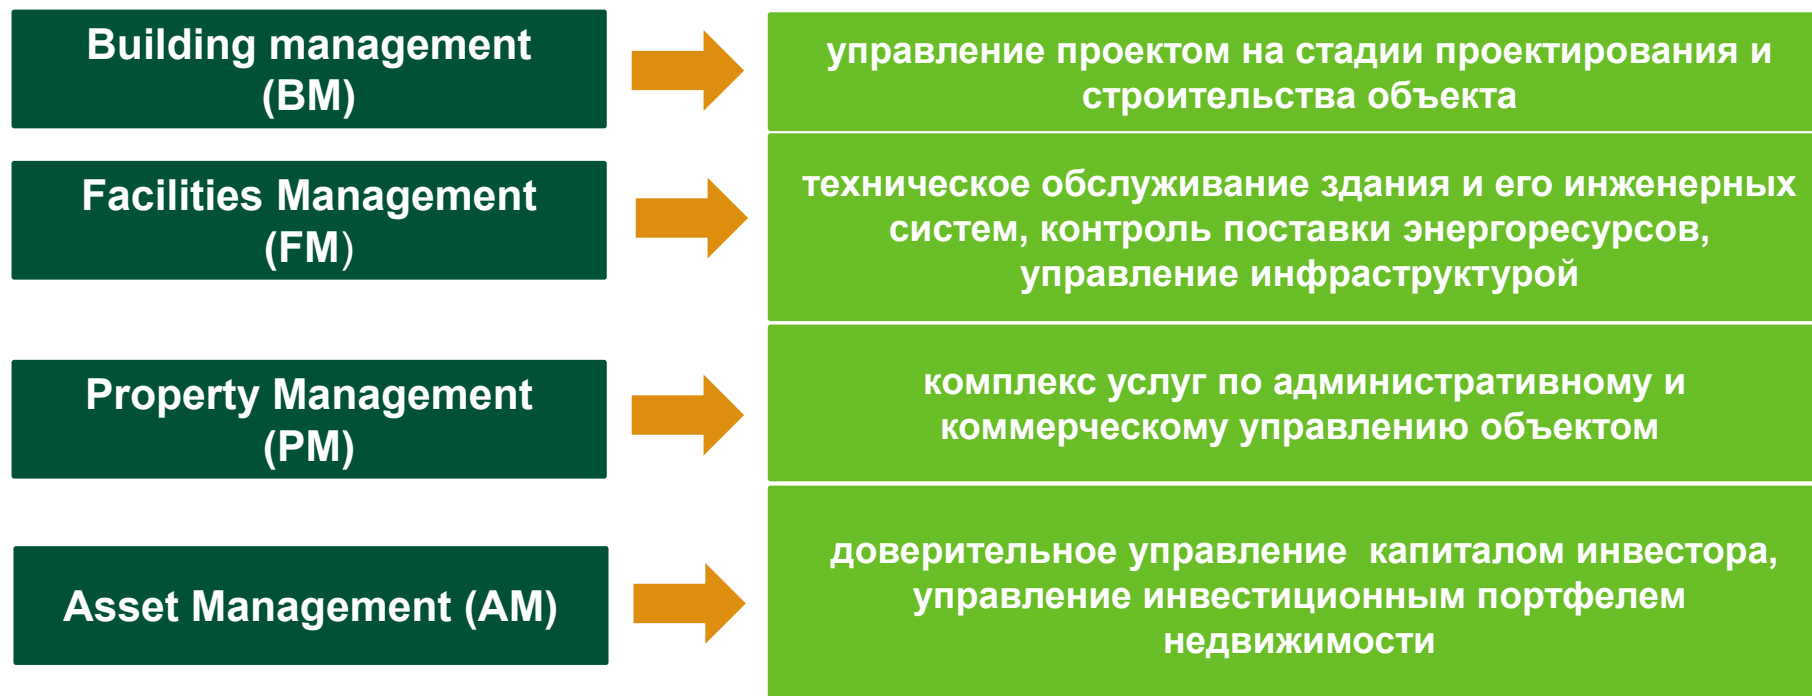 Building management
(BM)
управление проектом на стадии проектирования и
строительства объекта
Facilities Management
(FM)
техническое обслуживание здания и его инженерных
систем, контроль поставки энергоресурсов,
управление инфраструктурой
Property Management
(PM)
комплекс услуг по административному и
коммерческому управлению объектом
Asset Management (AM)
доверительное управление  капиталом инвестора,
управление инвестиционным портфелем
недвижимости